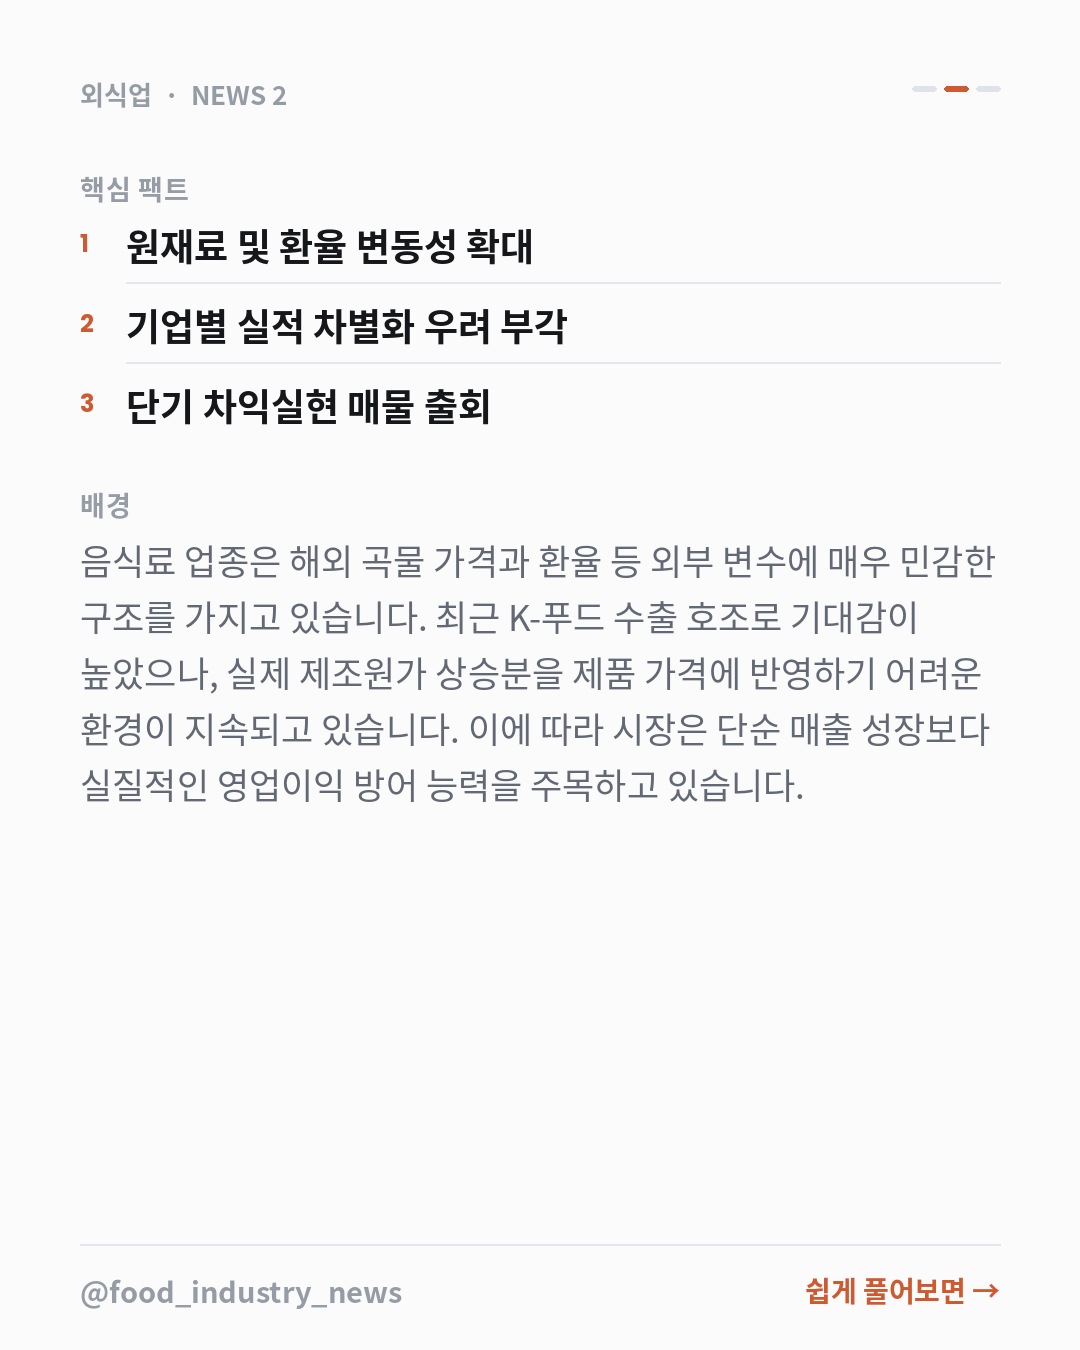 외식업 · NEWS 2
핵심 팩트
1 원재료 및 환율 변동성 확대
2 기업별 실적 차별화 우려 부각
3 단기 차익실현 매물 출회
배경
음식료 업종은 해외 곡물 가격과 환율 등 외부 변수에 매우 민감한
구조를 가지고 있습니다. 최근 K-푸드 수출 호조로 기대감이
높았으나, 실제 제조원가 상승분을 제품 가격에 반영하기 어려운
환경이 지속되고 있습니다. 이에 따라 시장은 단순 매출 성장보다
실질적인 영업이익 방어 능력을 주목하고 있습니다.
@food_industry_news
쉽게 풀어보면 →